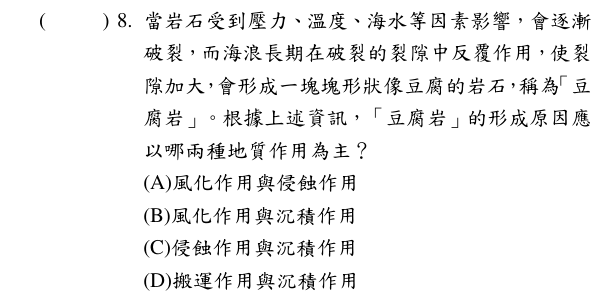 (　　) 8. 當岩石受到壓力、溫度、海水等因素影響，會逐漸
破裂，而海浪長期在破裂的裂隙中反覆作用，使裂
隙加大，會形成一塊塊形狀像豆腐的岩石，稱為「豆
腐岩」。根據上述資訊，「豆腐岩」的形成原因應
以哪兩種地質作用為主？
(A)風化作用與侵蝕作用
(B)風化作用與沉積作用
(C)侵蝕作用與沉積作用
(D)搬運作用與沉積作用